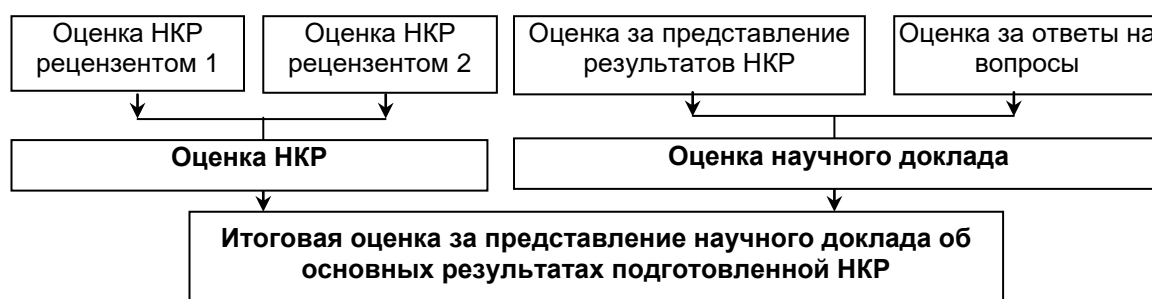 Оценка НКР
рецензентом 1
Оценка НКР
рецензентом 2
Оценка за представление
результатов НКР
Оценка за ответы на
вопросы
Оценка НКР
Оценка научного доклада
Итоговая оценка за представление научного доклада об
основных результатах подготовленной НКР